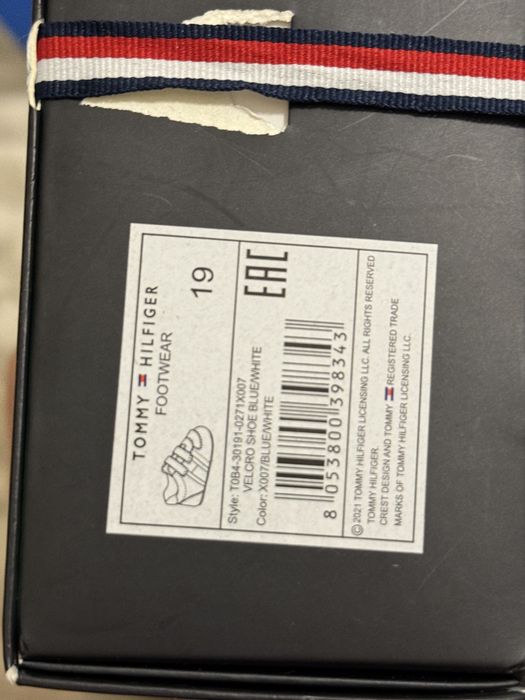 TOMMY HILFIGER
FOOTWEAR
19
Style: T0B4-30191-0271X007
VELCRO SHOE BLUE/WHITE
Color: X007/BLUE/WHITE
EAC
8 053800 398343
©2021 TOMMY HILFIGER LICENSING LLC. ALL RIGHTS RESERVED
TOMMY HILFIGER.
CREST DESIGN AND TOMMY REGISTERED TRADE
MARKS OF TOMMY HILFIGER LICENSING LLC.